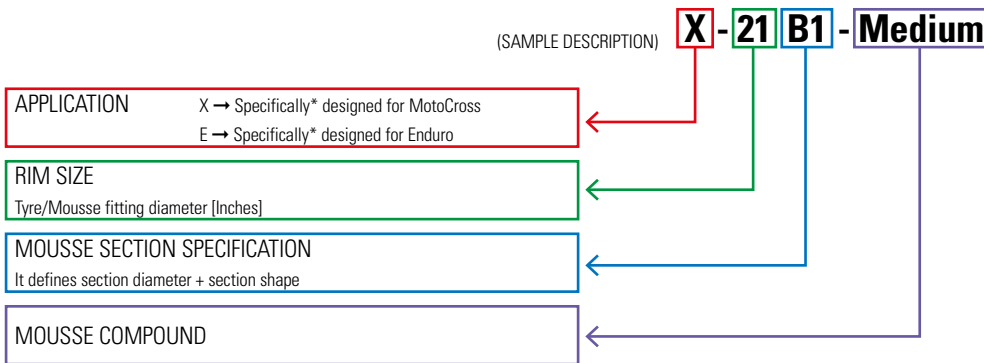 (SAMPLE DESCRIPTION) X - 21 B1 - Medium
APPLICATION X → Specifically* designed for MotoCross
E → Specifically* designed for Enduro
RIM SIZE
Tyre/Mousse fitting diameter [Inches]
MOUSSE SECTION SPECIFICATION
It defines section diameter + section shape
MOUSSE COMPOUND